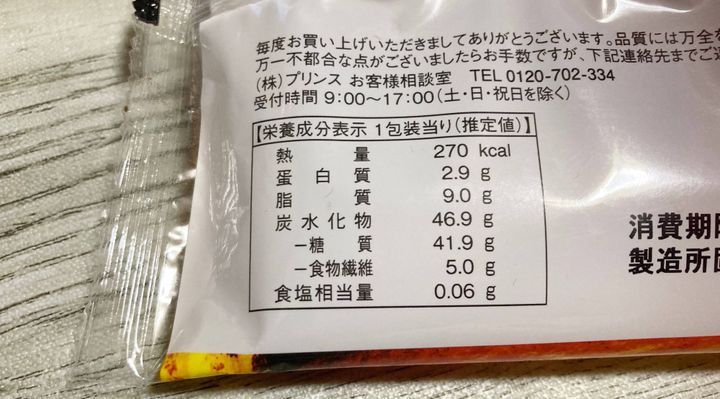 毎度お買い上げいただきましてありがとうございます。品質には万全を
万一不都合な点がございましたらお手数ですが、下記連絡先までご
(株)プリンス お客様相談室 TEL 0120-702-334
受付時間 9:00〜17:00(土・日・祝日を除く)
【栄養成分表示 1包装当り(推定値)】
熱量 270 kcal
蛋白質 2.9 g
脂質 9.0 g
炭水化物 46.9 g
－糖質 41.9 g
－食物繊維 5.0 g
食塩相当量 0.06 g
消費期
製造所